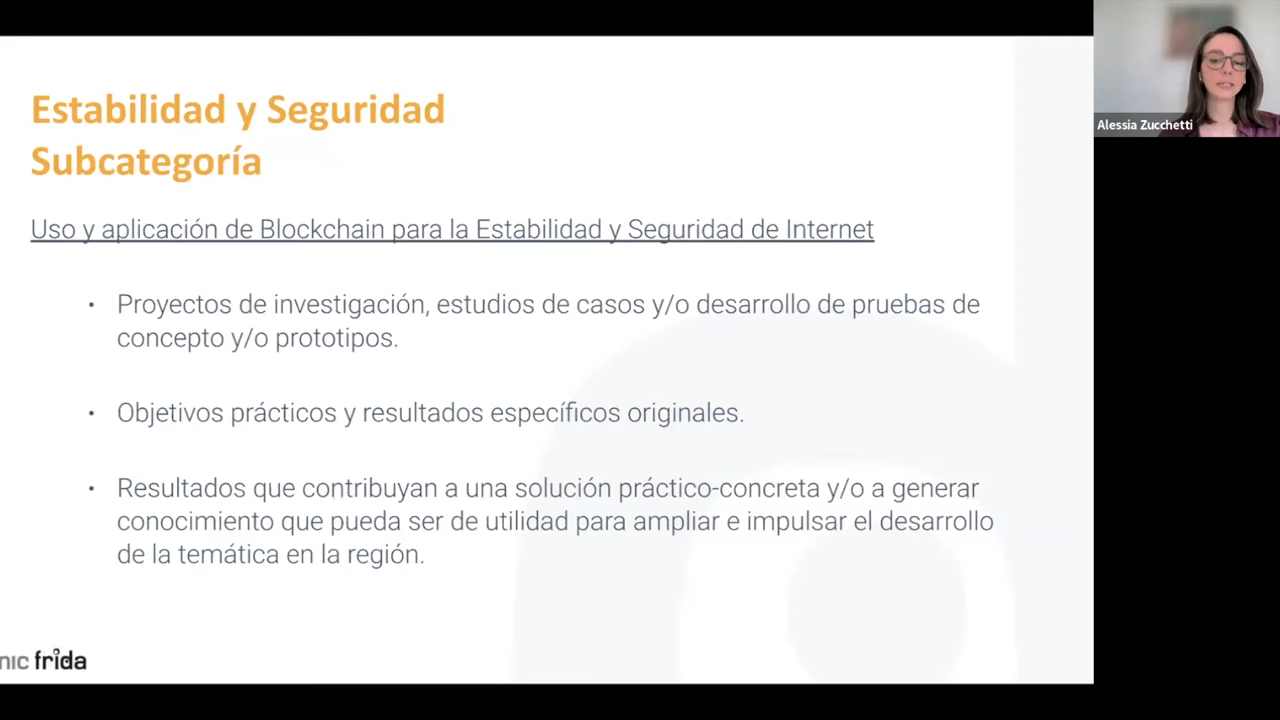 Estabilidad y Seguridad
Subcategoría
Uso y aplicación de Blockchain para la Estabilidad y Seguridad de Internet
• Proyectos de investigación, estudios de casos y/o desarrollo de pruebas de
concepto y/o prototipos.
• Objetivos prácticos y resultados específicos originales.
• Resultados que contribuyan a una solución práctico-concreta y/o a generar
conocimiento que pueda ser de utilidad para ampliar e impulsar el desarrollo
de la temática en la región.
nic frida
Alessia Zucchetti